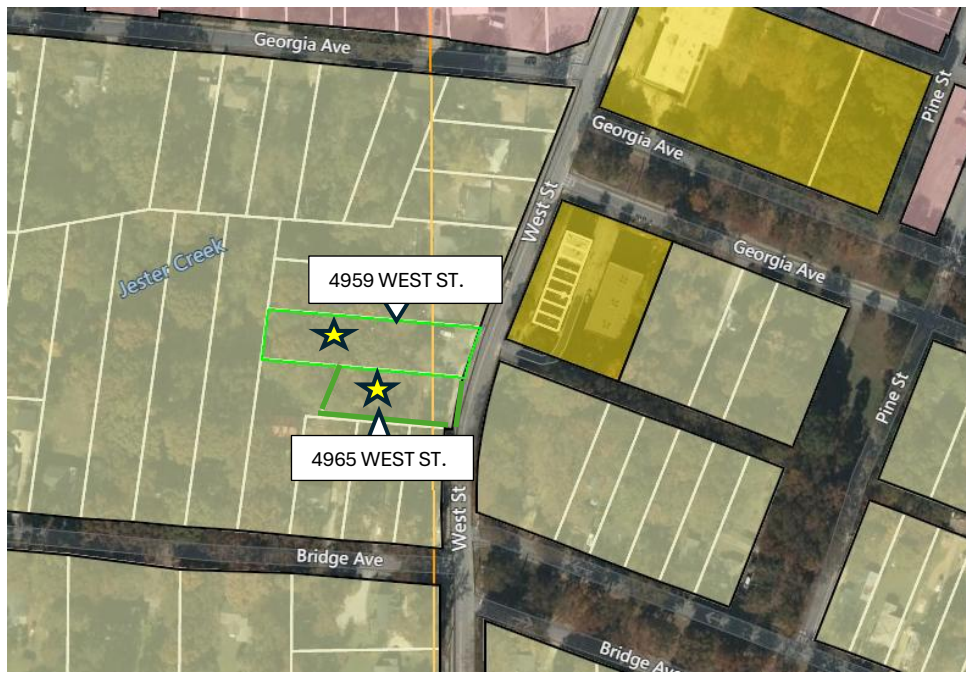 Georgia Ave
Pine St
Georgia Ave
West St
Georgia Ave
Jester Creek
4959 WEST ST.
Pine St
4965 WEST ST.
West St
Bridge Ave
Bridge Ave